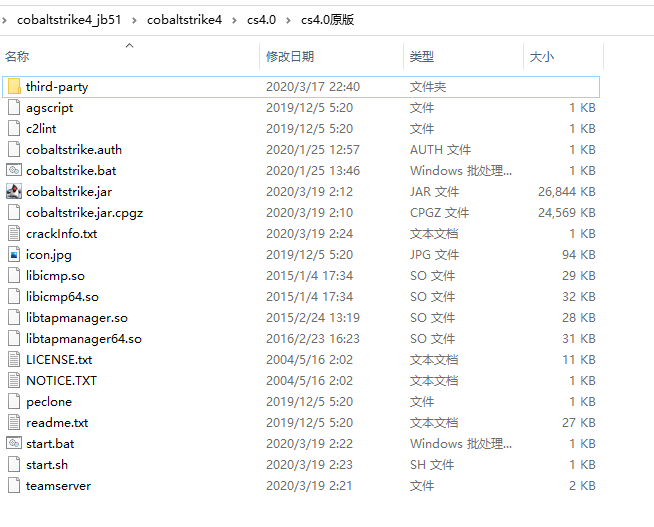 cobaltstrike4_jb51 > cobaltstrike4 > cs4.0 > cs4.0原版
名称 修改日期 类型 大小
third-party 2020/3/17 22:40 文件夹
agscript 2019/12/5 5:20 文件 1 KB
c2lint 2019/12/5 5:20 文件 1 KB
cobaltstrike.auth 2020/1/25 12:57 AUTH 文件 1 KB
cobaltstrike.bat 2020/1/25 13:46 Windows 批处理... 1 KB
cobaltstrike.jar 2020/3/19 2:12 JAR 文件 26,844 KB
cobaltstrike.jar.cpgz 2020/3/19 2:10 CPGZ 文件 24,569 KB
crackInfo.txt 2020/3/19 2:24 文本文档 1 KB
icon.jpg 2019/12/5 5:20 JPG 文件 94 KB
libicmp.so 2015/1/4 17:34 SO 文件 29 KB
libicmp64.so 2015/1/4 17:34 SO 文件 32 KB
libtapmanager.so 2015/2/24 13:19 SO 文件 28 KB
libtapmanager64.so 2016/2/23 16:23 SO 文件 31 KB
LICENSE.txt 2004/5/16 2:02 文本文档 11 KB
NOTICE.TXT 2004/5/16 2:02 文本文档 1 KB
peclone 2019/12/5 5:20 文件 1 KB
readme.txt 2019/12/5 5:20 文本文档 27 KB
start.bat 2020/3/19 2:22 Windows 批处理... 1 KB
start.sh 2020/3/19 2:23 SH 文件 1 KB
teamserver 2020/3/19 2:21 文件 2 KB